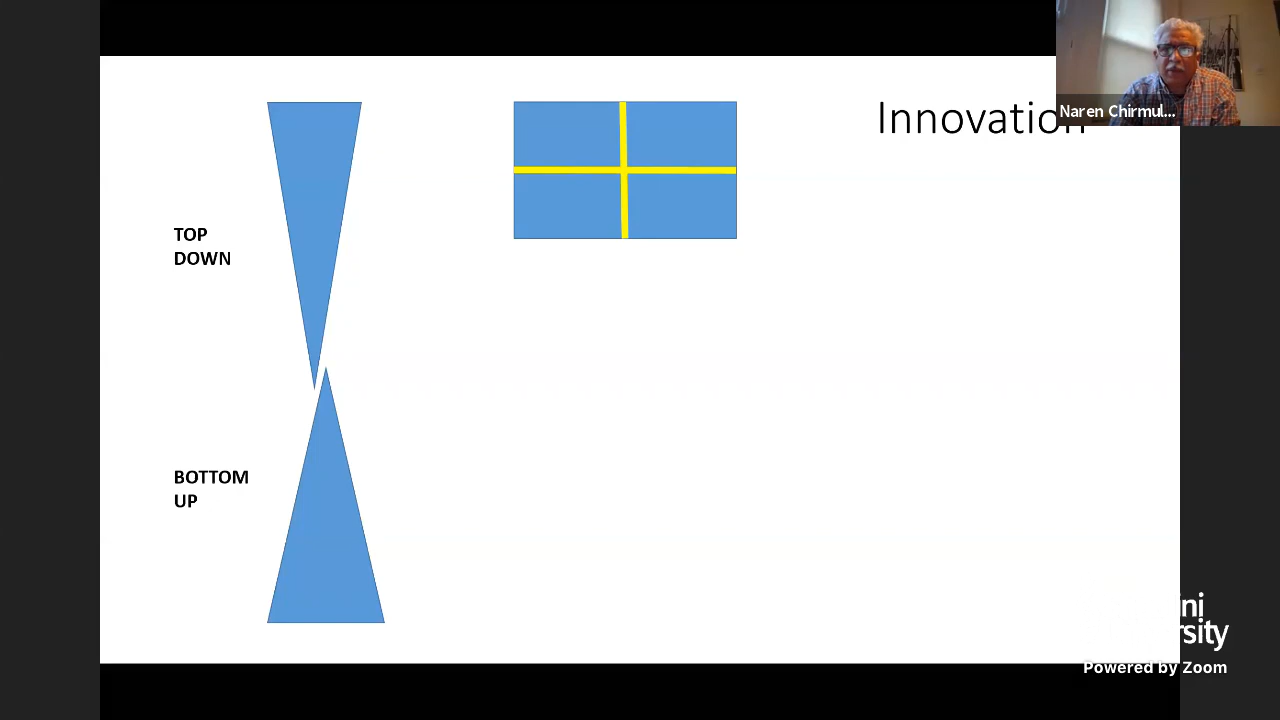 Innovation
Naren Chirmul...
TOP
DOWN
BOTTOM
UP
Powered by Zoom